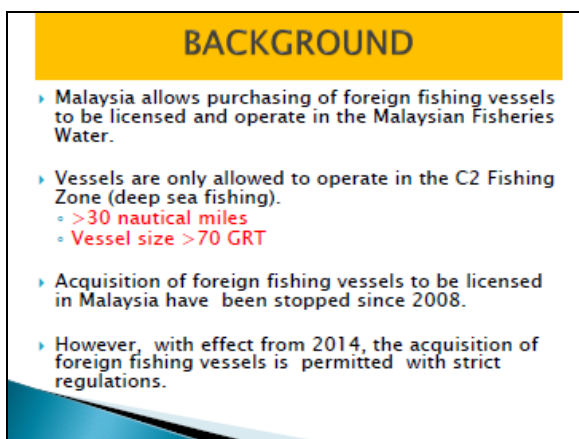 BACKGROUND
Malaysia allows purchasing of foreign fishing vessels
to be licensed and operate in the Malaysian Fisheries
Water.
Vessels are only allowed to operate in the C2 Fishing
Zone (deep sea fishing).
>30 nautical miles
Vessel size >70 GRT
Acquisition of foreign fishing vessels to be licensed
in Malaysia have been stopped since 2008.
However, with effect from 2014, the acquisition of
foreign fishing vessels is permitted with strict
regulations.